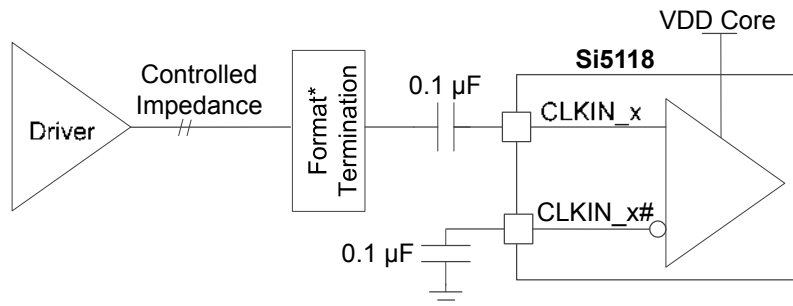 VDD Core
Si5118
Controlled
Impedance
0.1 µF
Driver
Format*
Termination
CLKIN_x
CLKIN_x#
0.1 µF